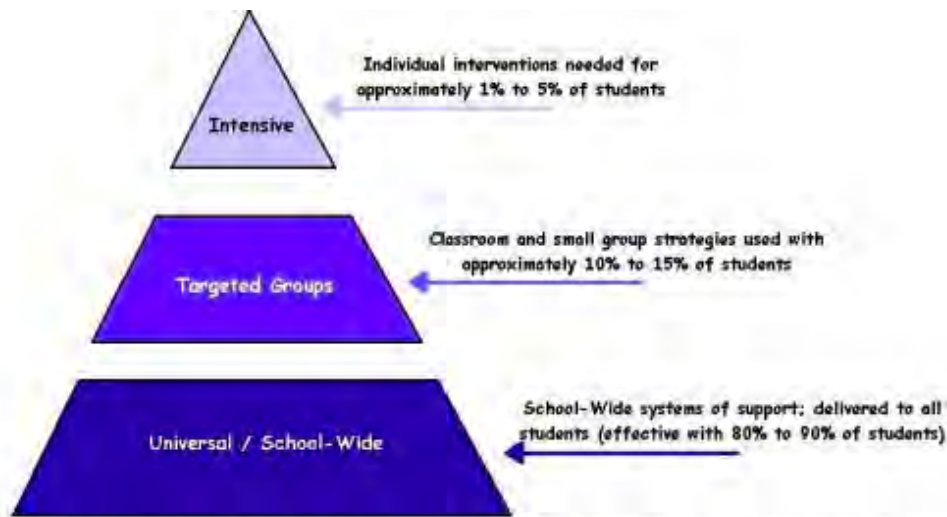 Individual interventions needed for
approximately 1% to 5% of students
Intensive
Classroom and small group strategies used with
approximately 10% to 15% of students
Targeted Groups
School-Wide systems of support; delivered to all
students (effective with 80% to 90% of students)
Universal / School-Wide